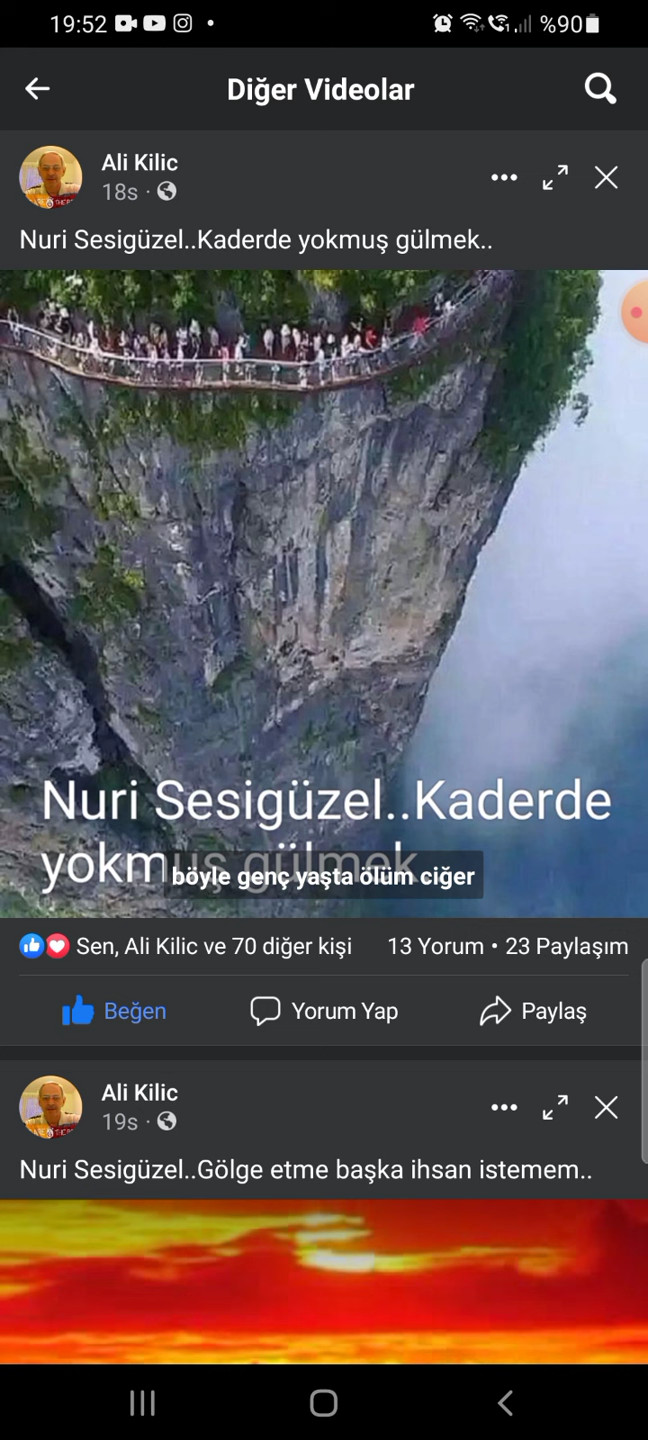 19:52 %90
Diğer Videolar
Ali Kilic
18s ·
Nuri Sesigüzel..Kaderde yokmuş gülmek..
Nuri Sesigüzel..Kaderde
yokmuş gülmek..
böyle genç yaşta ölüm ciğer
Sen, Ali Kilic ve 70 diğer kişi 13 Yorum • 23 Paylaşım
Beğen Yorum Yap Paylaş
Ali Kilic
19s ·
Nuri Sesigüzel..Gölge etme başka ihsan istemem..